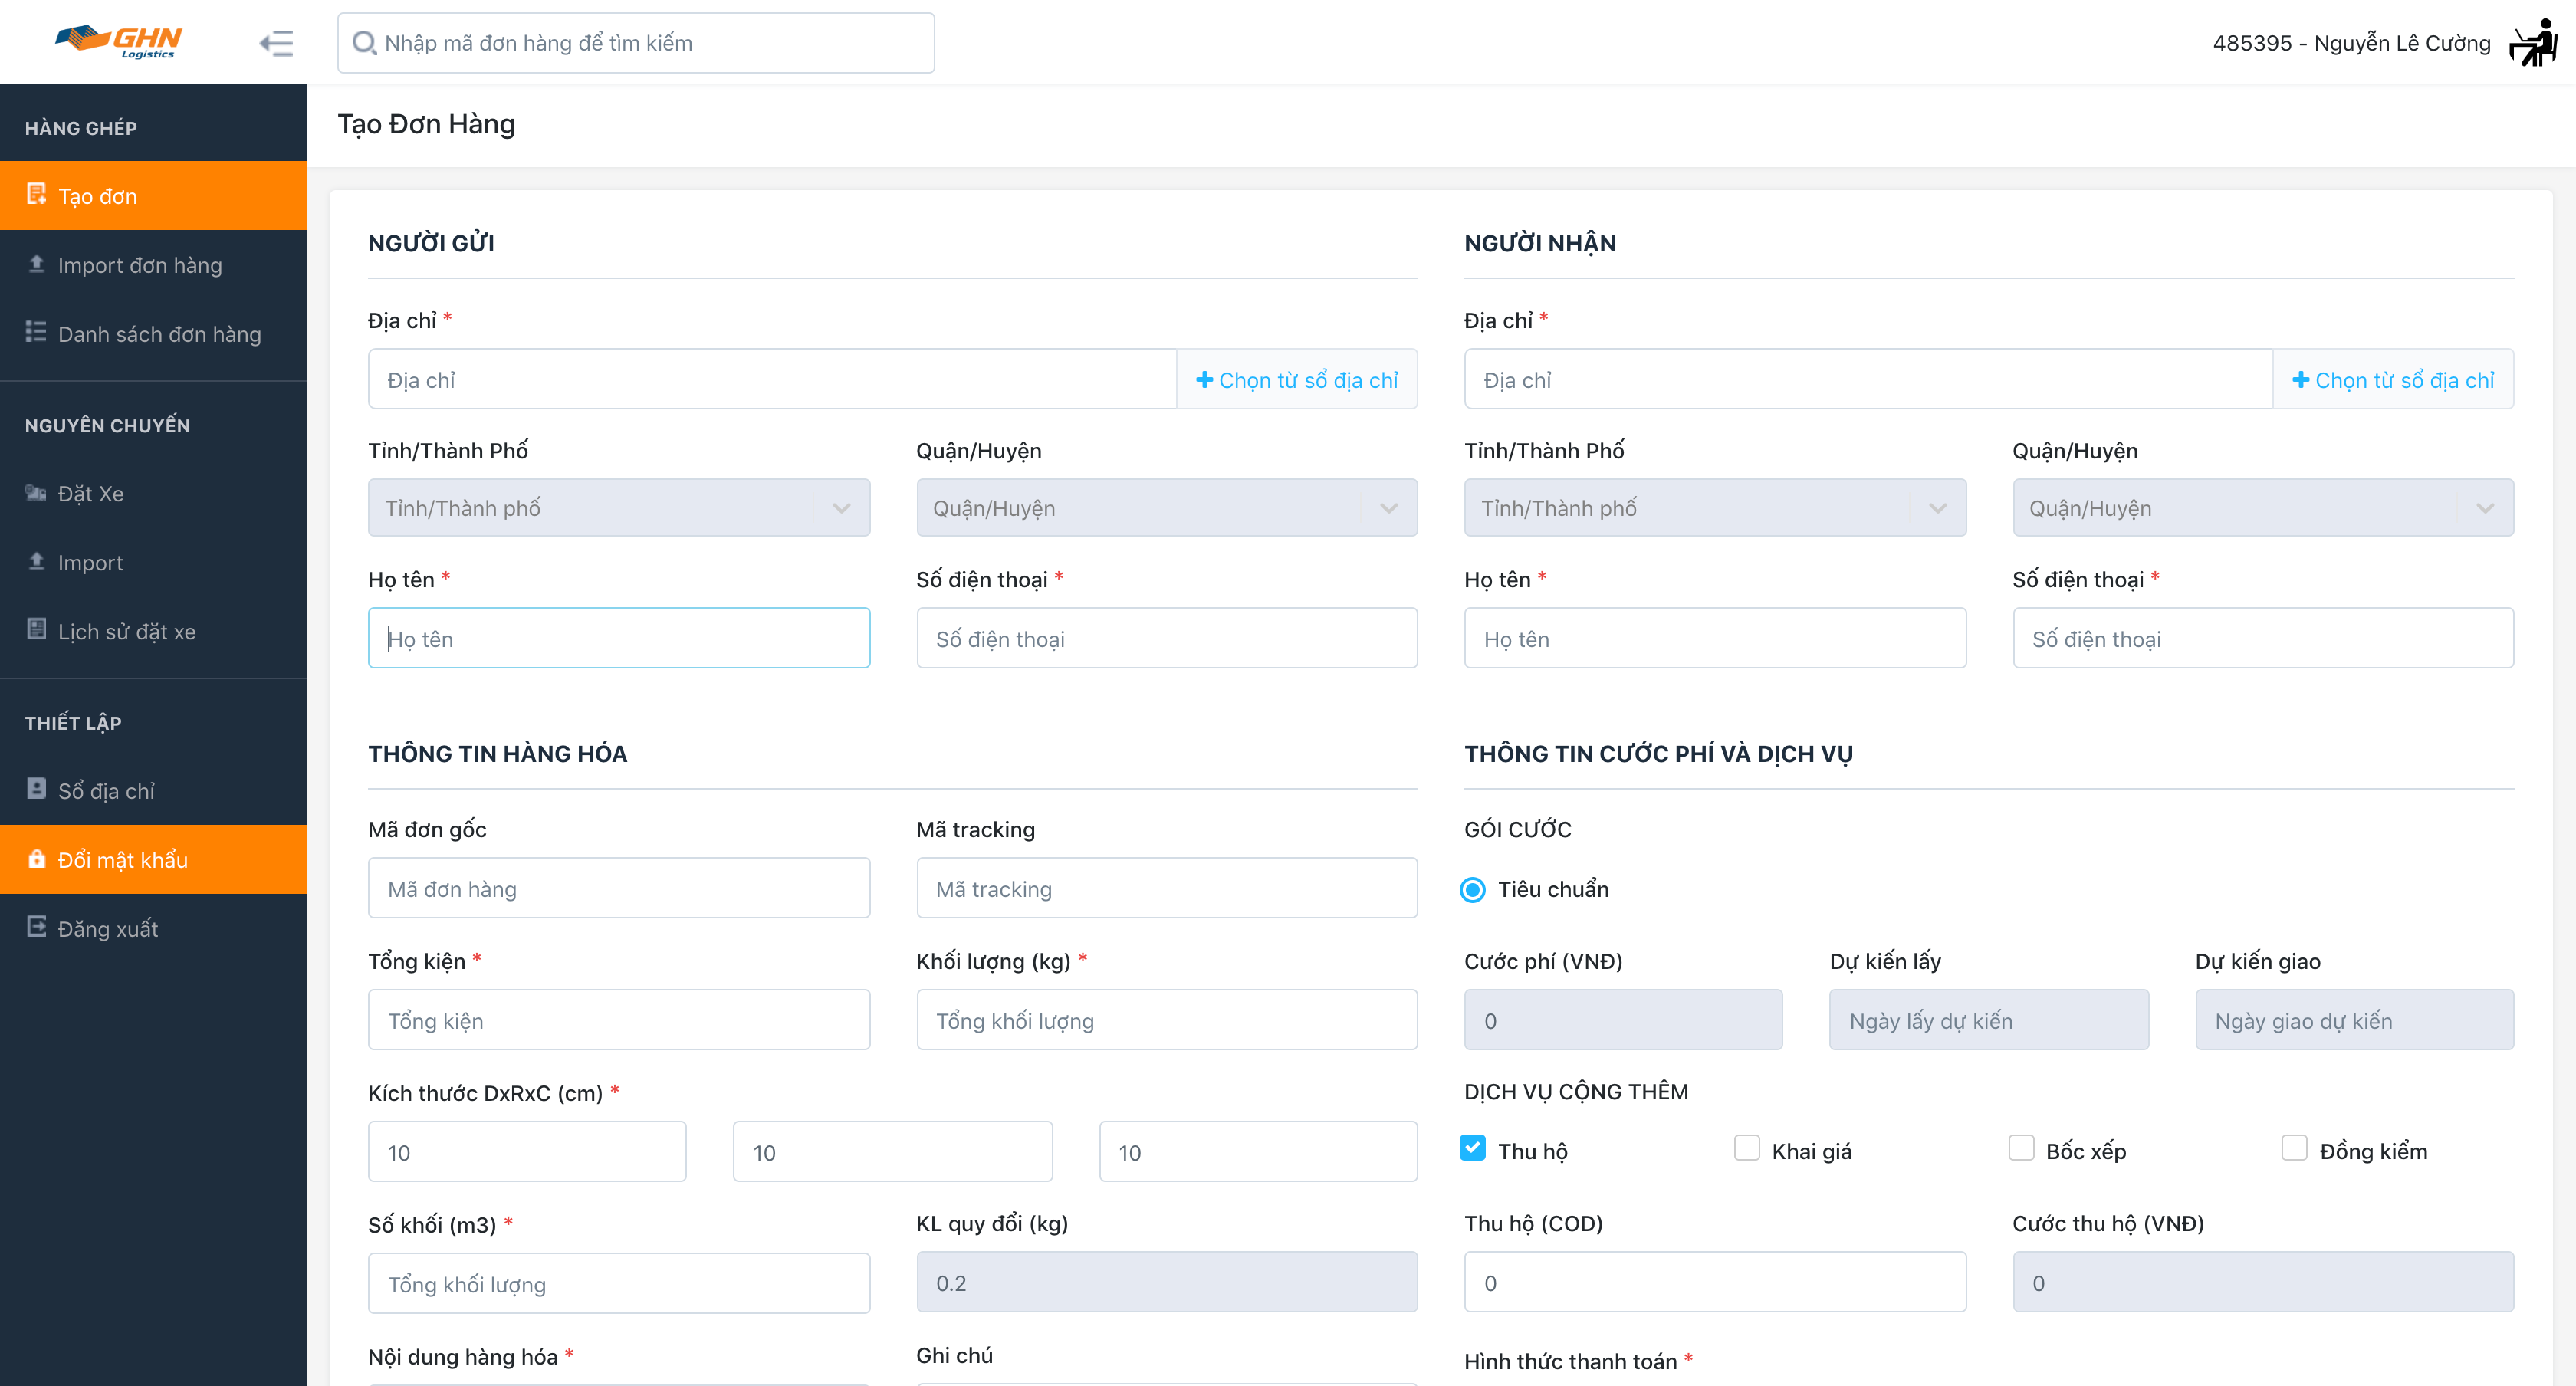 GHN
Logistics
Nhập mã đơn hàng để tìm kiếm
485395 - Nguyễn Lê Cường
HÀNG GHÉP
Tạo đơn
Import đơn hàng
Danh sách đơn hàng
NGUYÊN CHUYẾN
Đặt Xe
Import
Lịch sử đặt xe
THIẾT LẬP
Sổ địa chỉ
Đổi mật khẩu
Đăng xuất
Tạo Đơn Hàng
NGƯỜI GỬI
Địa chỉ *
Địa chỉ
Chọn từ sổ địa chỉ
Tỉnh/Thành Phố
Quận/Huyện
Tỉnh/Thành phố
Quận/Huyện
Họ tên *
Số điện thoại *
Họ tên
Số điện thoại
NGƯỜI NHẬN
Địa chỉ *
Địa chỉ
Chọn từ sổ địa chỉ
Tỉnh/Thành Phố
Quận/Huyện
Tỉnh/Thành phố
Quận/Huyện
Họ tên *
Số điện thoại *
Họ tên
Số điện thoại
THÔNG TIN HÀNG HÓA
Mã đơn gốc
Mã tracking
Mã đơn hàng
Mã tracking
Tổng kiện *
Khối lượng (kg) *
Tổng kiện
Tổng khối lượng
Kích thước DxRxC (cm) *
10
10
10
Số khối (m3) *
KL quy đổi (kg)
Tổng khối lượng
0.2
Nội dung hàng hóa *
Ghi chú
THÔNG TIN CƯỚC PHÍ VÀ DỊCH VỤ
GÓI CƯỚC
Tiêu chuẩn
Cước phí (VNĐ)
Dự kiến lấy
Dự kiến giao
0
Ngày lấy dự kiến
Ngày giao dự kiến
DỊCH VỤ CỘNG THÊM
Thu hộ
Khai giá
Bốc xếp
Đồng kiểm
Thu hộ (COD)
Cước thu hộ (VNĐ)
0
0
Hình thức thanh toán *